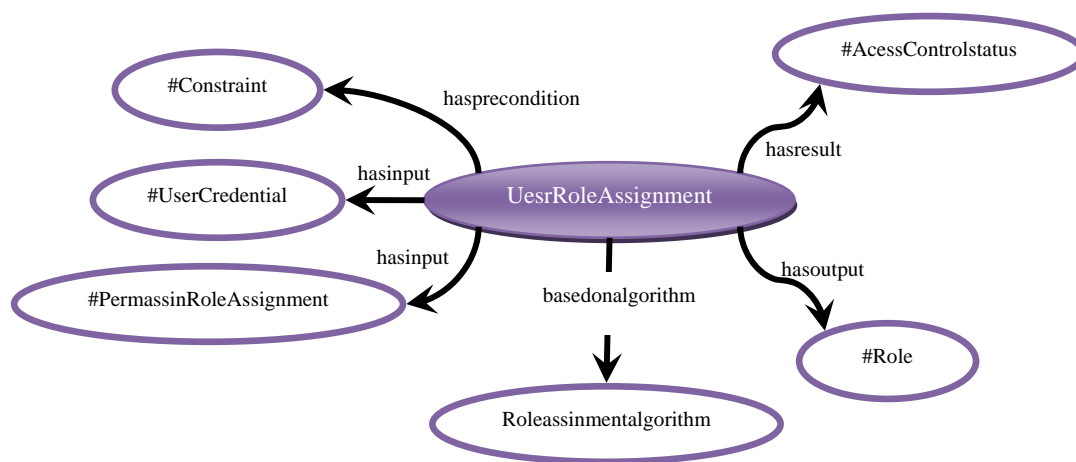 #AcessControlstatus
#Constraint
hasprecondition
hasresult
hasinput
#UserCredential
UesrRoleAssignment
hasinput
hasoutput
#PermassinRoleAssignment
basedonalgorithm
#Role
Roleassinmentalgorithm